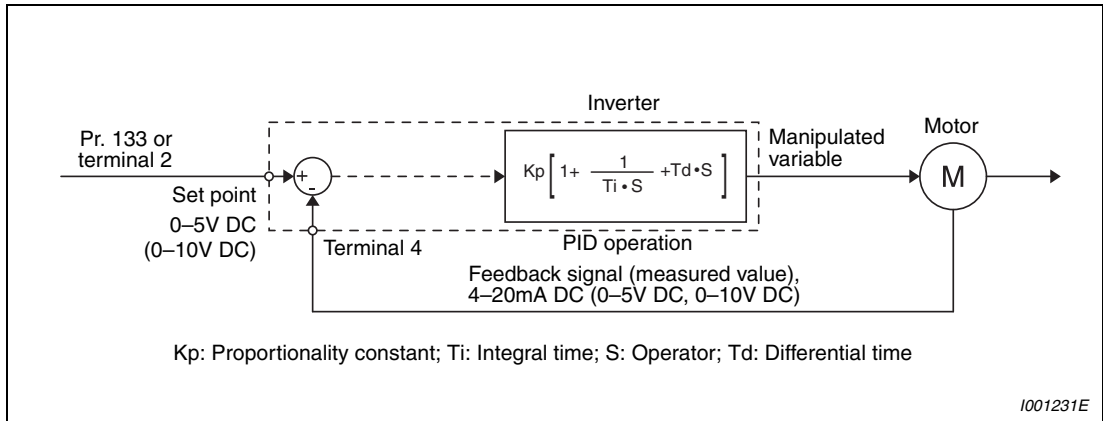 Inverter
Pr. 133 or
terminal 2
Manipulated
variable
Motor
+
-
Kp[1+ 1/Ti•S +Td•S]
M
Set point
0–5V DC
(0–10V DC)
Terminal 4
PID operation
Feedback signal (measured value),
4–20mA DC (0–5V DC, 0–10V DC)
Kp: Proportionality constant; Ti: Integral time; S: Operator; Td: Differential time
I001231E